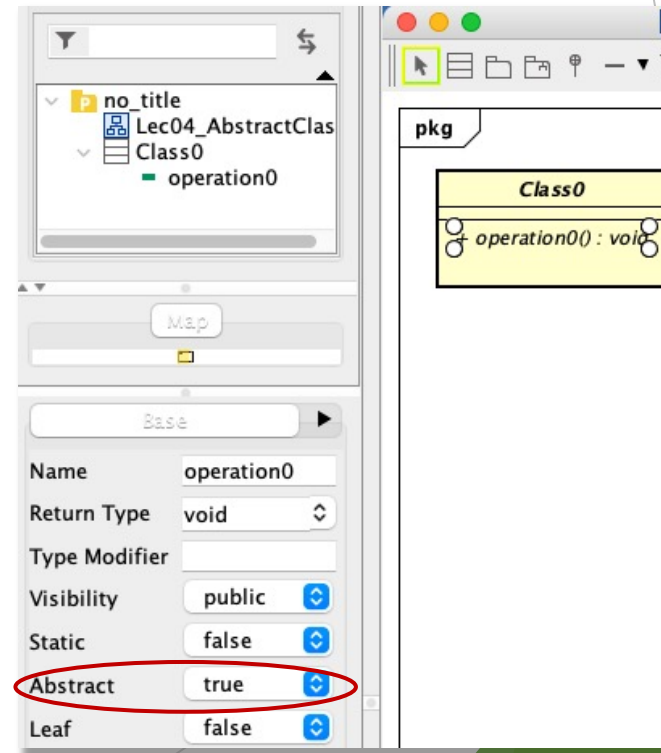 no_title
Lec04_AbstractClas
Class0
operation0
Map
Base
Name operation0
Return Type void
Type Modifier
Visibility public
Static false
Abstract true
Leaf false
pkg
Class0
+ operation0() : void